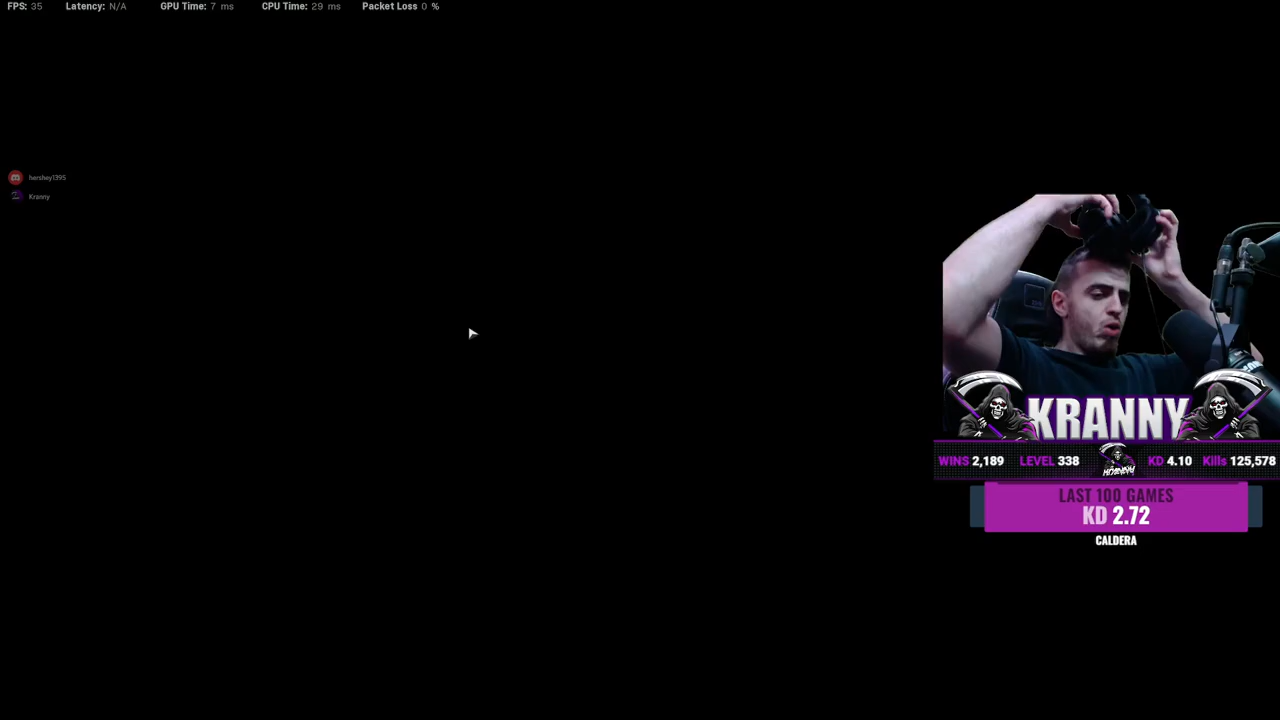 FPS: 35 Latency: N/A GPU Time: 7 ms CPU Time: 29 ms Packet Loss 0 %
hershey1395
Kranny
KRANNY
WINS 2,189 LEVEL 338 KD 4.10 Kills 125,578
LAST 100 GAMES
KD 2.72
CALDERA